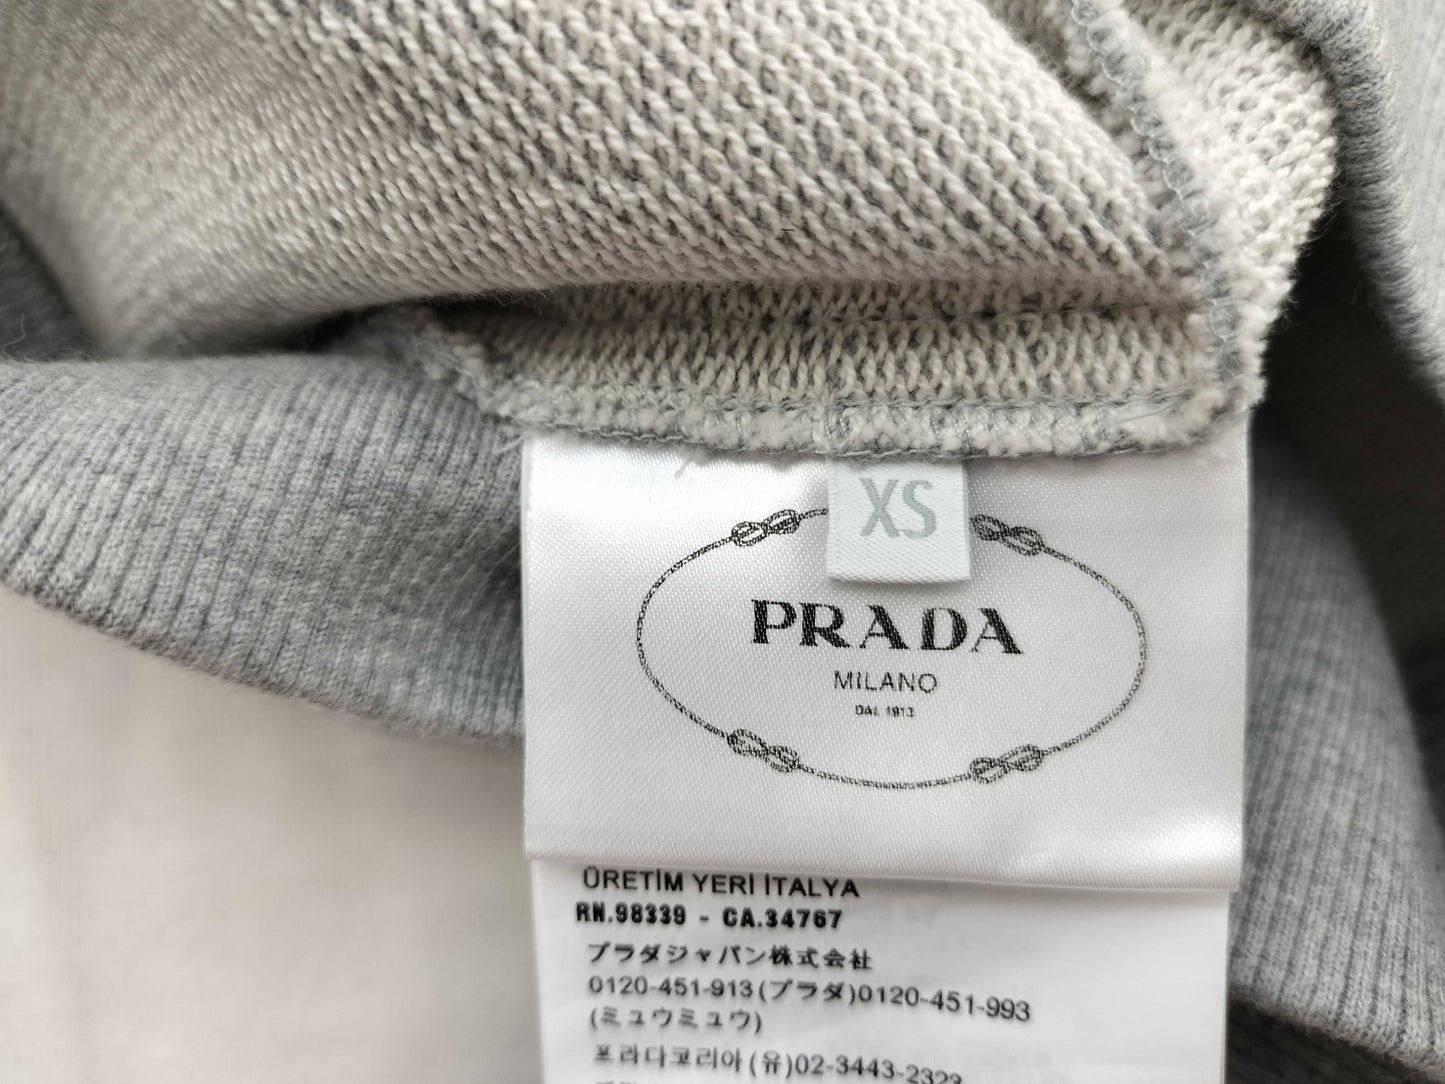 XS
PRADA
MILANO
DAL 1913
ÜRETİM YERİ İTALYA
RN.98339 - CA.34767
プラダジャパン株式会社
0120-451-913(プラダ)0120-451-993
(ミュウミュウ)
프라다코리아(유)02-3443-2323